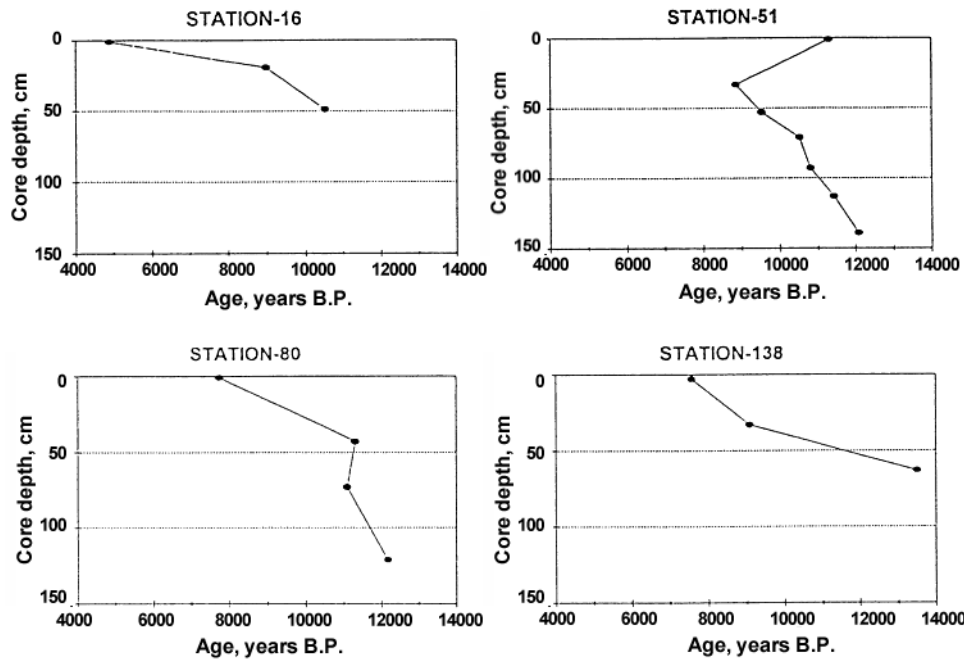 STATION-16
0
50
100
150
4000 6000 8000 10000 12000 14000
Core depth, cm
Age, years B.P.
STATION-51
0
50
100
150
4000 6000 8000 10000 12000 14000
Core depth, cm
Age, years B.P.
STATION-80
0
50
100
150
4000 6000 8000 10000 12000 14000
Core depth, cm
Age, years B.P.
STATION-138
0
50
100
150
4000 6000 8000 10000 12000 14000
Core depth, cm
Age, years B.P.